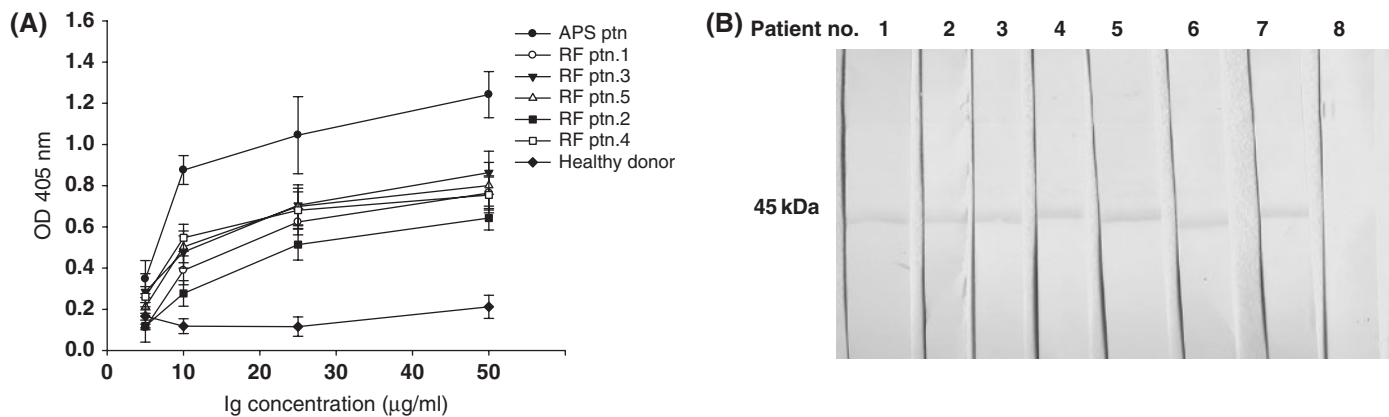 (A)
1.6
1.4
1.2
1.0
0.8
0.6
0.4
0.2
0.0
OD 405 nm
0 10 20 30 40 50
Ig concentration (µg/ml)
APS ptn
RF ptn.1
RF ptn.3
RF ptn.5
RF ptn.2
RF ptn.4
Healthy donor
(B) Patient no. 1 2 3 4 5 6 7 8
45 kDa